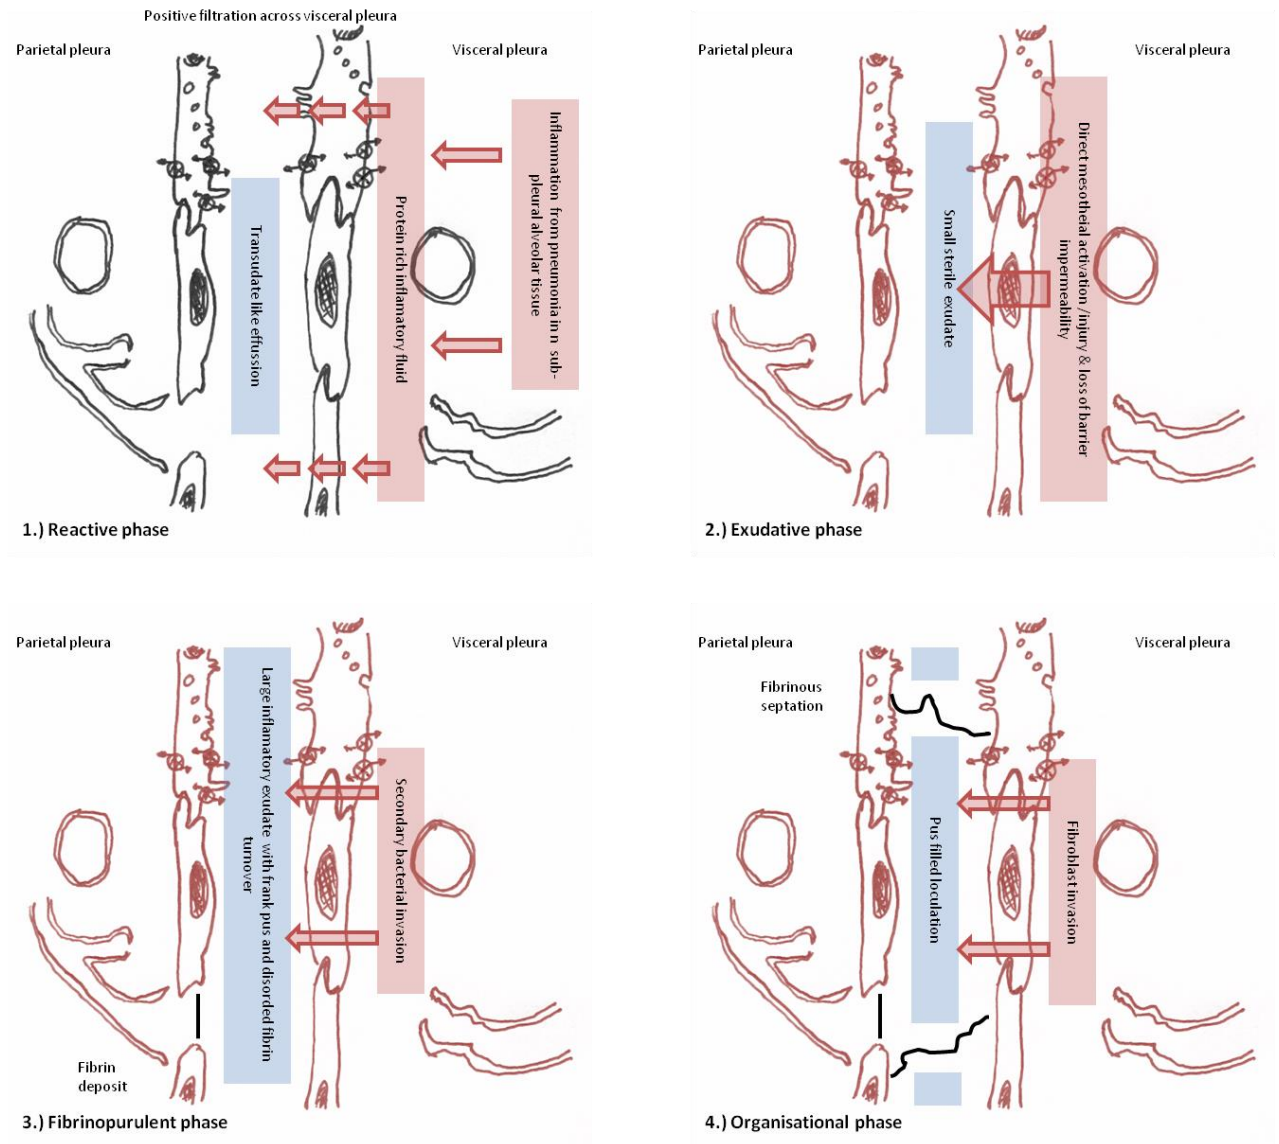 Positive filtration across visceral pleura
Parietal pleura
Visceral pleura
Transudate like effussion
Protein rich inflamatory fluid
Inflammation from pneumonia in n sub-
pleural alveolar tissue
1.) Reactive phase
Parietal pleura
Visceral pleura
Small sterile exudate
Direct mesotheial activation /injury & loss of barrier
impermeability
2.) Exudative phase
Parietal pleura
Visceral pleura
Large inflamatory exudate with frank pus and disorded fibrin
turnover
Secondary bacterial invasion
Fibrin
deposit
3.) Fibrinopurulent phase
Parietal pleura
Visceral pleura
Fibrinous
septation
Pus filled loculation
Fibroblast invasion
4.) Organisational phase